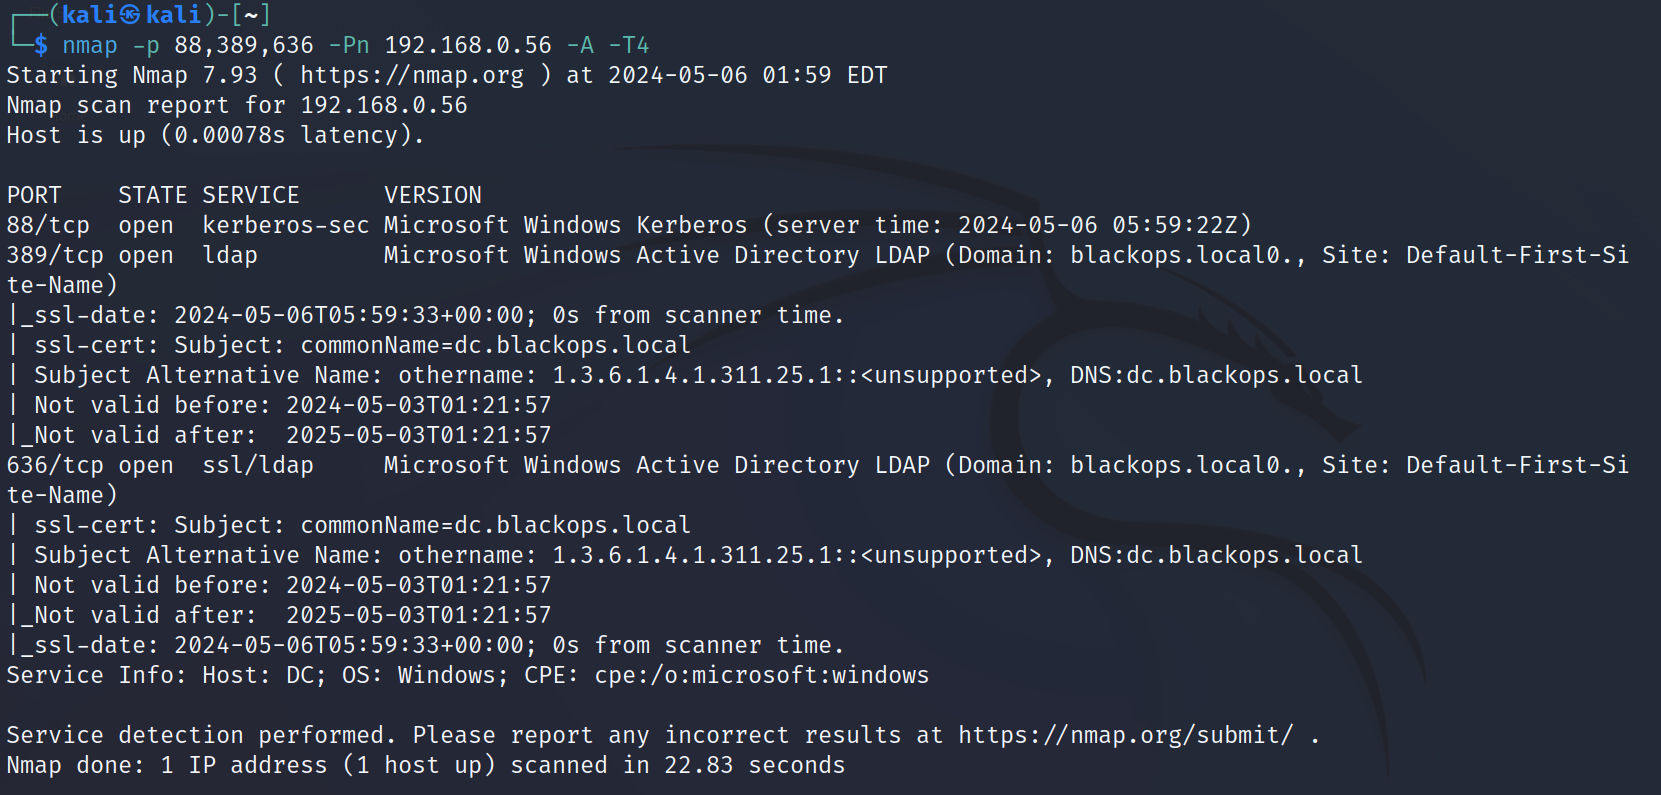 ┌──(kali㉿kali)-[~]
└─$ nmap -p 88,389,636 -Pn 192.168.0.56 -A -T4
Starting Nmap 7.93 ( https://nmap.org ) at 2024-05-06 01:59 EDT
Nmap scan report for 192.168.0.56
Host is up (0.00078s latency).

PORT    STATE SERVICE      VERSION
88/tcp  open  kerberos-sec Microsoft Windows Kerberos (server time: 2024-05-06 05:59:22Z)
389/tcp open  ldap         Microsoft Windows Active Directory LDAP (Domain: blackops.local0., Site: Default-First-Si
te-Name)
|_ssl-date: 2024-05-06T05:59:33+00:00; 0s from scanner time.
| ssl-cert: Subject: commonName=dc.blackops.local
| Subject Alternative Name: othername: 1.3.6.1.4.1.311.25.1::<unsupported>, DNS:dc.blackops.local
| Not valid before: 2024-05-03T01:21:57
|_Not valid after:  2025-05-03T01:21:57
636/tcp open  ssl/ldap     Microsoft Windows Active Directory LDAP (Domain: blackops.local0., Site: Default-First-Si
te-Name)
| ssl-cert: Subject: commonName=dc.blackops.local
| Subject Alternative Name: othername: 1.3.6.1.4.1.311.25.1::<unsupported>, DNS:dc.blackops.local
| Not valid before: 2024-05-03T01:21:57
|_Not valid after:  2025-05-03T01:21:57
|_ssl-date: 2024-05-06T05:59:33+00:00; 0s from scanner time.
Service Info: Host: DC; OS: Windows; CPE: cpe:/o:microsoft:windows

Service detection performed. Please report any incorrect results at https://nmap.org/submit/ .
Nmap done: 1 IP address (1 host up) scanned in 22.83 seconds